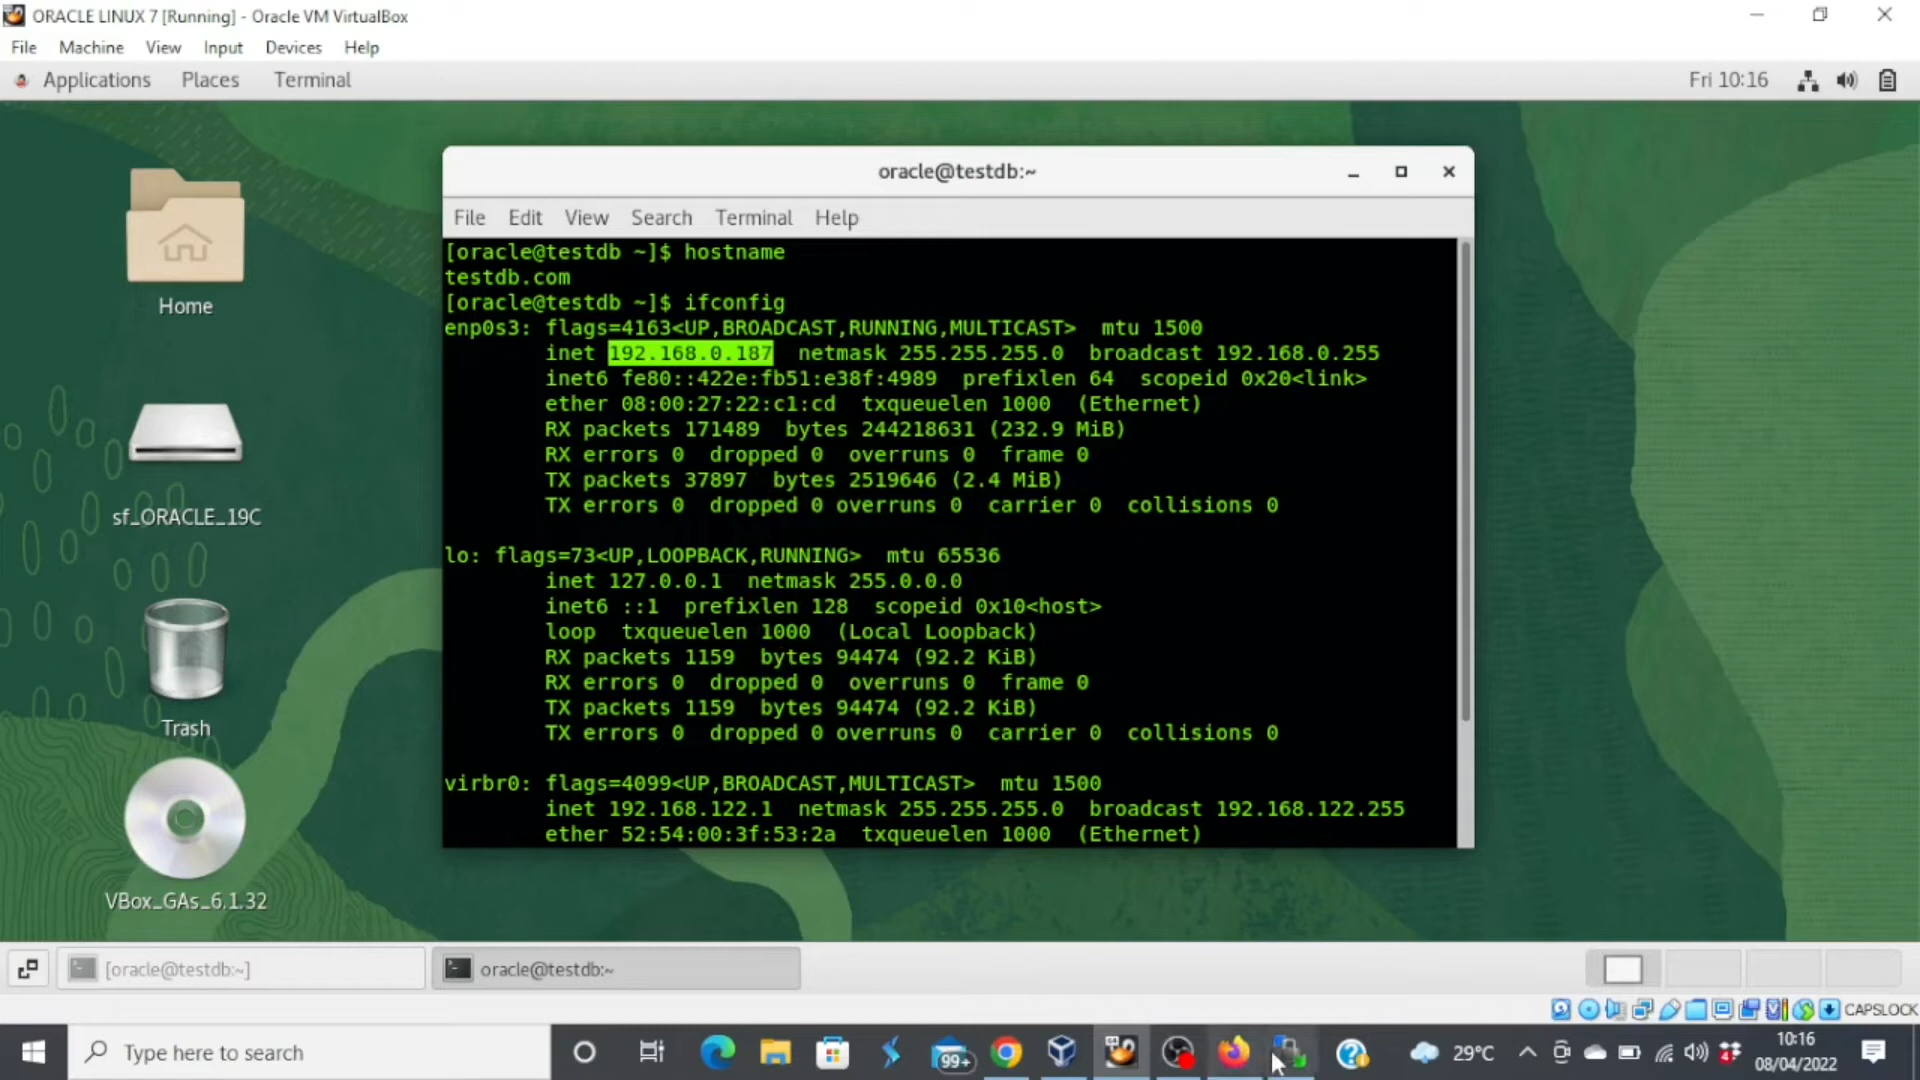 ORACLE LINUX 7 [Running] - Oracle VM VirtualBox
File Machine View Input Devices Help
Applications Places Terminal Fri 10:16
oracle@testdb:~
File Edit View Search Terminal Help
[oracle@testdb ~]$ hostname
testdb.com
[oracle@testdb ~]$ ifconfig
enp0s3: flags=4163<UP,BROADCAST,RUNNING,MULTICAST> mtu 1500
inet 192.168.0.187 netmask 255.255.255.0 broadcast 192.168.0.255
inet6 fe80::422e:fb51:e38f:4989 prefixlen 64 scopeid 0x20<link>
ether 08:00:27:22:c1:cd txqueuelen 1000 (Ethernet)
RX packets 171489 bytes 244218631 (232.9 MiB)
RX errors 0 dropped 0 overruns 0 frame 0
TX packets 37897 bytes 2519646 (2.4 MiB)
TX errors 0 dropped 0 overruns 0 carrier 0 collisions 0
lo: flags=73<UP,LOOPBACK,RUNNING> mtu 65536
inet 127.0.0.1 netmask 255.0.0.0
inet6 ::1 prefixlen 128 scopeid 0x10<host>
loop txqueuelen 1000 (Local Loopback)
RX packets 1159 bytes 94474 (92.2 KiB)
RX errors 0 dropped 0 overruns 0 frame 0
TX packets 1159 bytes 94474 (92.2 KiB)
TX errors 0 dropped 0 overruns 0 carrier 0 collisions 0
virbr0: flags=4099<UP,BROADCAST,MULTICAST> mtu 1500
inet 192.168.122.1 netmask 255.255.255.0 broadcast 192.168.122.255
ether 52:54:00:3f:53:2a txqueuelen 1000 (Ethernet)
Home
sf_ORACLE_19C
Trash
VBox_GAs_6.1.32
[oracle@testdb:~] oracle@testdb:~
CAPSLOCK
Type here to search 99+ 29°C 10:16
08/04/2022